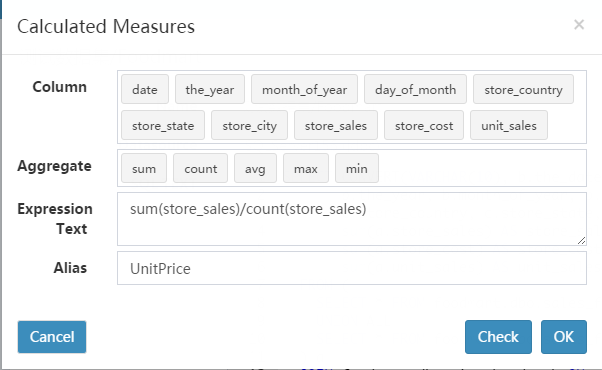 Calculated Measures ×
Column date the_year month_of_year day_of_month store_country
store_state store_city store_sales store_cost unit_sales
Aggregate sum count avg max min
Expression sum(store_sales)/count(store_sales)
Text
Alias UnitPrice
Cancel Check OK